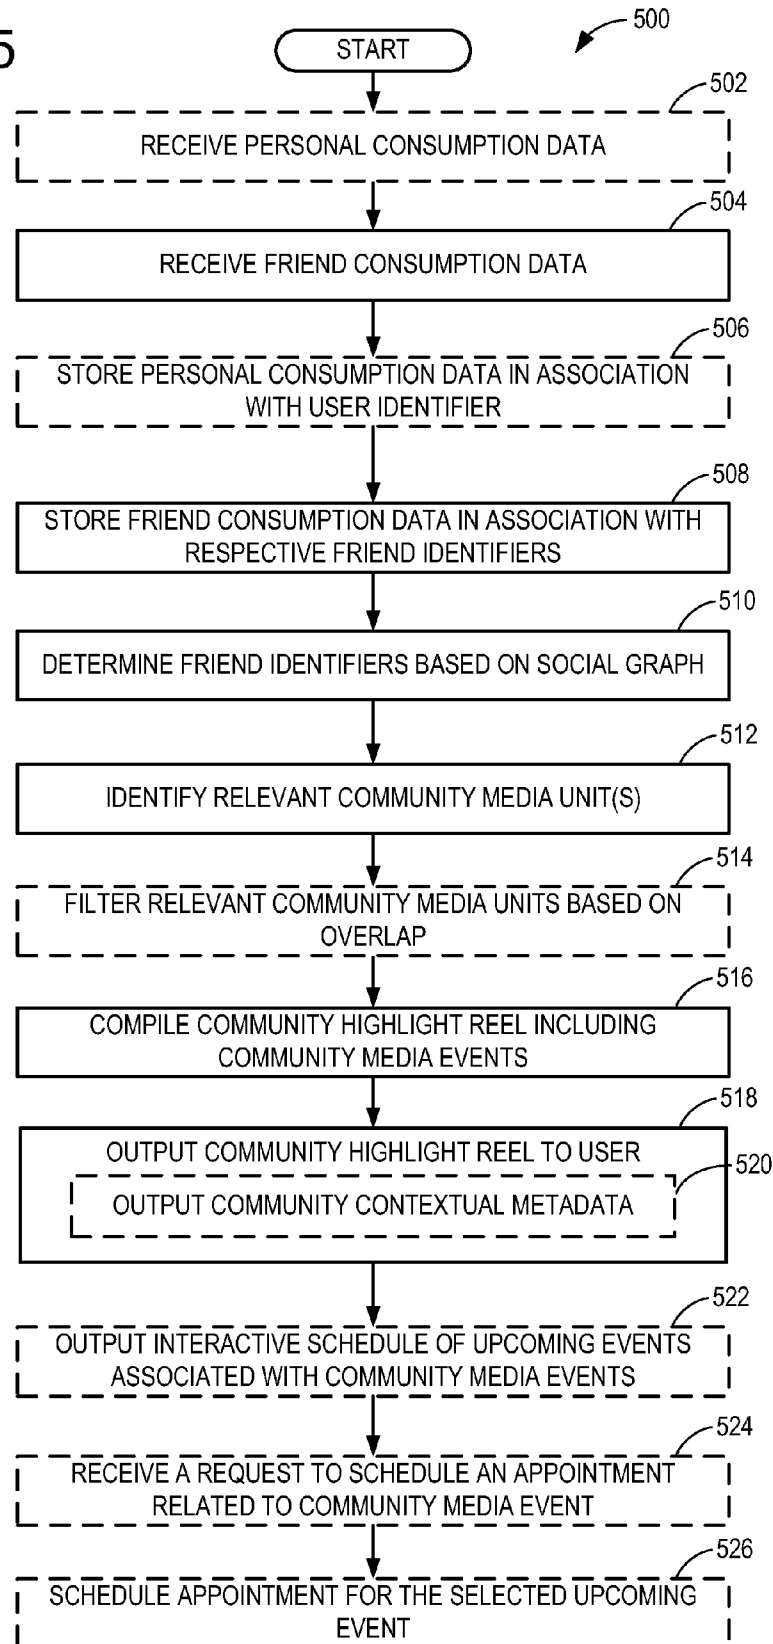 5
500
START
502
RECEIVE PERSONAL CONSUMPTION DATA
504
RECEIVE FRIEND CONSUMPTION DATA
506
STORE PERSONAL CONSUMPTION DATA IN ASSOCIATION
WITH USER IDENTIFIER
508
STORE FRIEND CONSUMPTION DATA IN ASSOCIATION WITH
RESPECTIVE FRIEND IDENTIFIERS
510
DETERMINE FRIEND IDENTIFIERS BASED ON SOCIAL GRAPH
512
IDENTIFY RELEVANT COMMUNITY MEDIA UNIT(S)
514
FILTER RELEVANT COMMUNITY MEDIA UNITS BASED ON
OVERLAP
516
COMPILE COMMUNITY HIGHLIGHT REEL INCLUDING
COMMUNITY MEDIA EVENTS
518
OUTPUT COMMUNITY HIGHLIGHT REEL TO USER
520
OUTPUT COMMUNITY CONTEXTUAL METADATA
522
OUTPUT INTERACTIVE SCHEDULE OF UPCOMING EVENTS
ASSOCIATED WITH COMMUNITY MEDIA EVENTS
524
RECEIVE A REQUEST TO SCHEDULE AN APPOINTMENT
RELATED TO COMMUNITY MEDIA EVENT
526
SCHEDULE APPOINTMENT FOR THE SELECTED UPCOMING
EVENT